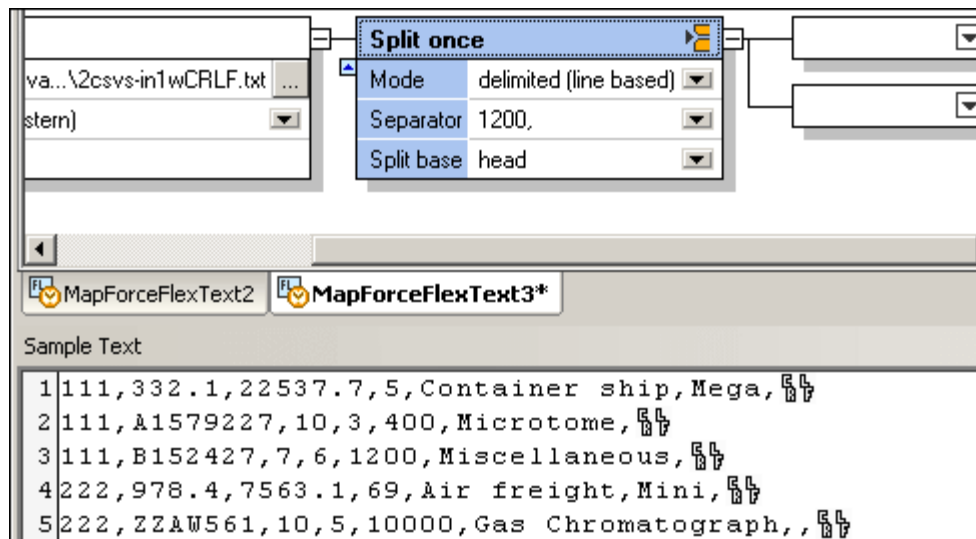 Split once
va...\2csvs-in1wCRLF.txt ...
Mode delimited (line based)
stern)
Separator 1200,
Split base head
MapForceFlexText2 MapForceFlexText3*
Sample Text
1 111,332.1,22537.7,5,Container ship,Mega,␍␊
2 111,A1579227,10,3,400,Microtome,␍␊
3 111,B152427,7,6,1200,Miscellaneous,␍␊
4 222,978.4,7563.1,69,Air freight,Mini,␍␊
5 222,ZZAW561,10,5,10000,Gas Chromatograph,,␍␊